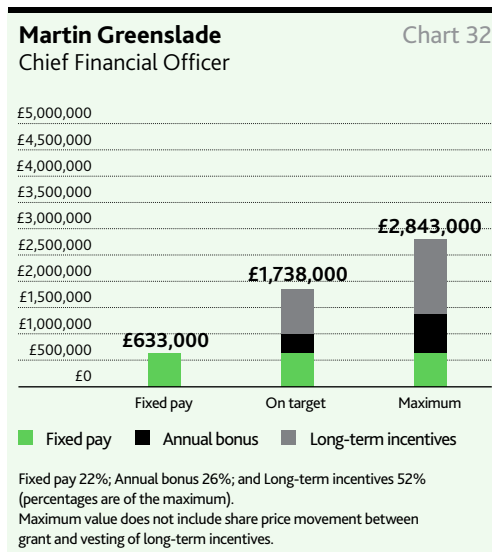 Martin Greenslade Chart 32
Chief Financial Officer
£5,000,000
£4,500,000
£4,000,000
£3,500,000
£3,000,000
£2,500,000
£2,000,000
£1,500,000
£1,000,000
£500,000
£0
£633,000
£1,738,000
£2,843,000
Fixed pay On target Maximum
Fixed pay Annual bonus Long-term incentives
Fixed pay 22%; Annual bonus 26%; and Long-term incentives 52%
(percentages are of the maximum).
Maximum value does not include share price movement between
grant and vesting of long-term incentives.